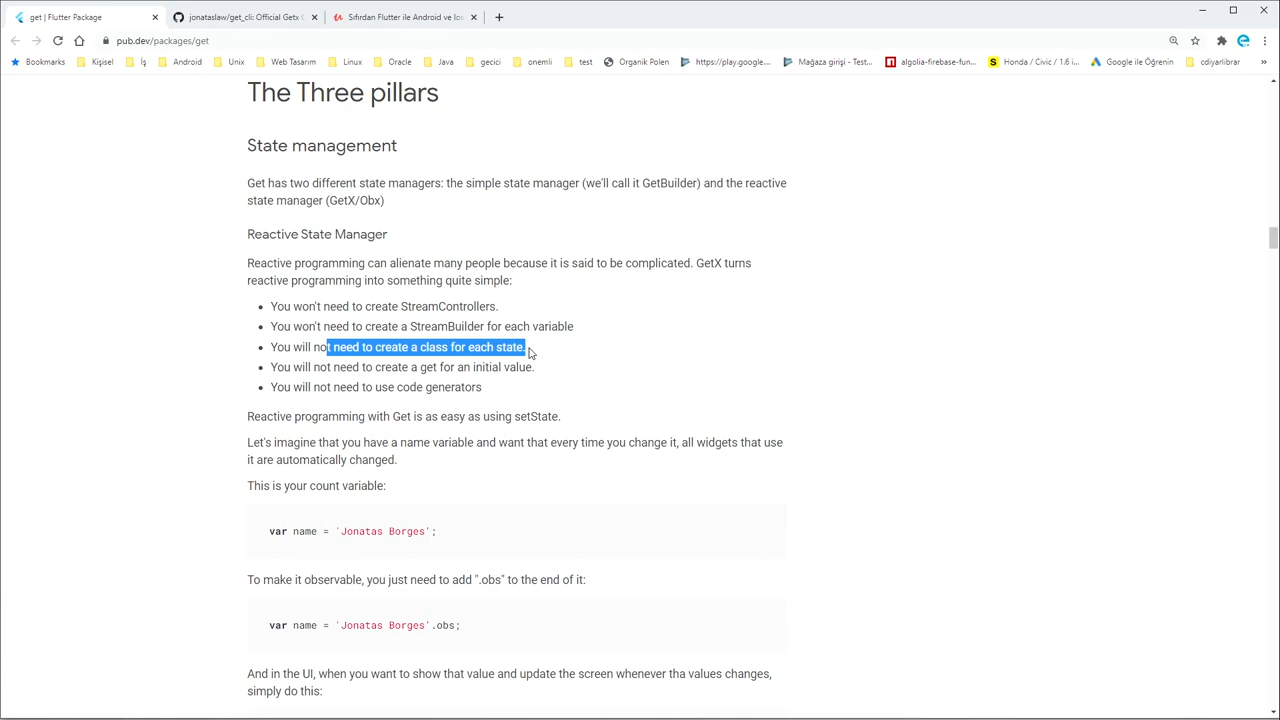 get | Flutter Package
jonataslaw/get_cli: Official Getx C
Sıfırdan Flutter ile Android ve Ios
pub.dev/packages/get
Bookmarks
Kişisel
İş
Android
Unix
Web Tasarım
Linux
Oracle
Java
gecici
onemli
test
Organik Polen
https://play.google....
Mağaza girişi - Test...
algolia-firebase-fun...
Honda / Civic / 1.6 i...
Google ile Öğrenin
cdiyarlibrar
»
The Three pillars
State management
Get has two different state managers: the simple state manager (we'll call it GetBuilder) and the reactive
state manager (GetX/Obx)
Reactive State Manager
Reactive programming can alienate many people because it is said to be complicated. GetX turns
reactive programming into something quite simple:
• You won't need to create StreamControllers.
• You won't need to create a StreamBuilder for each variable
• You will not need to create a class for each state.
• You will not need to create a get for an initial value.
• You will not need to use code generators
Reactive programming with Get is as easy as using setState.
Let's imagine that you have a name variable and want that every time you change it, all widgets that use
it are automatically changed.
This is your count variable:
var name = 'Jonatas Borges';
To make it observable, you just need to add ".obs" to the end of it:
var name = 'Jonatas Borges'.obs;
And in the UI, when you want to show that value and update the screen whenever tha values changes,
simply do this: